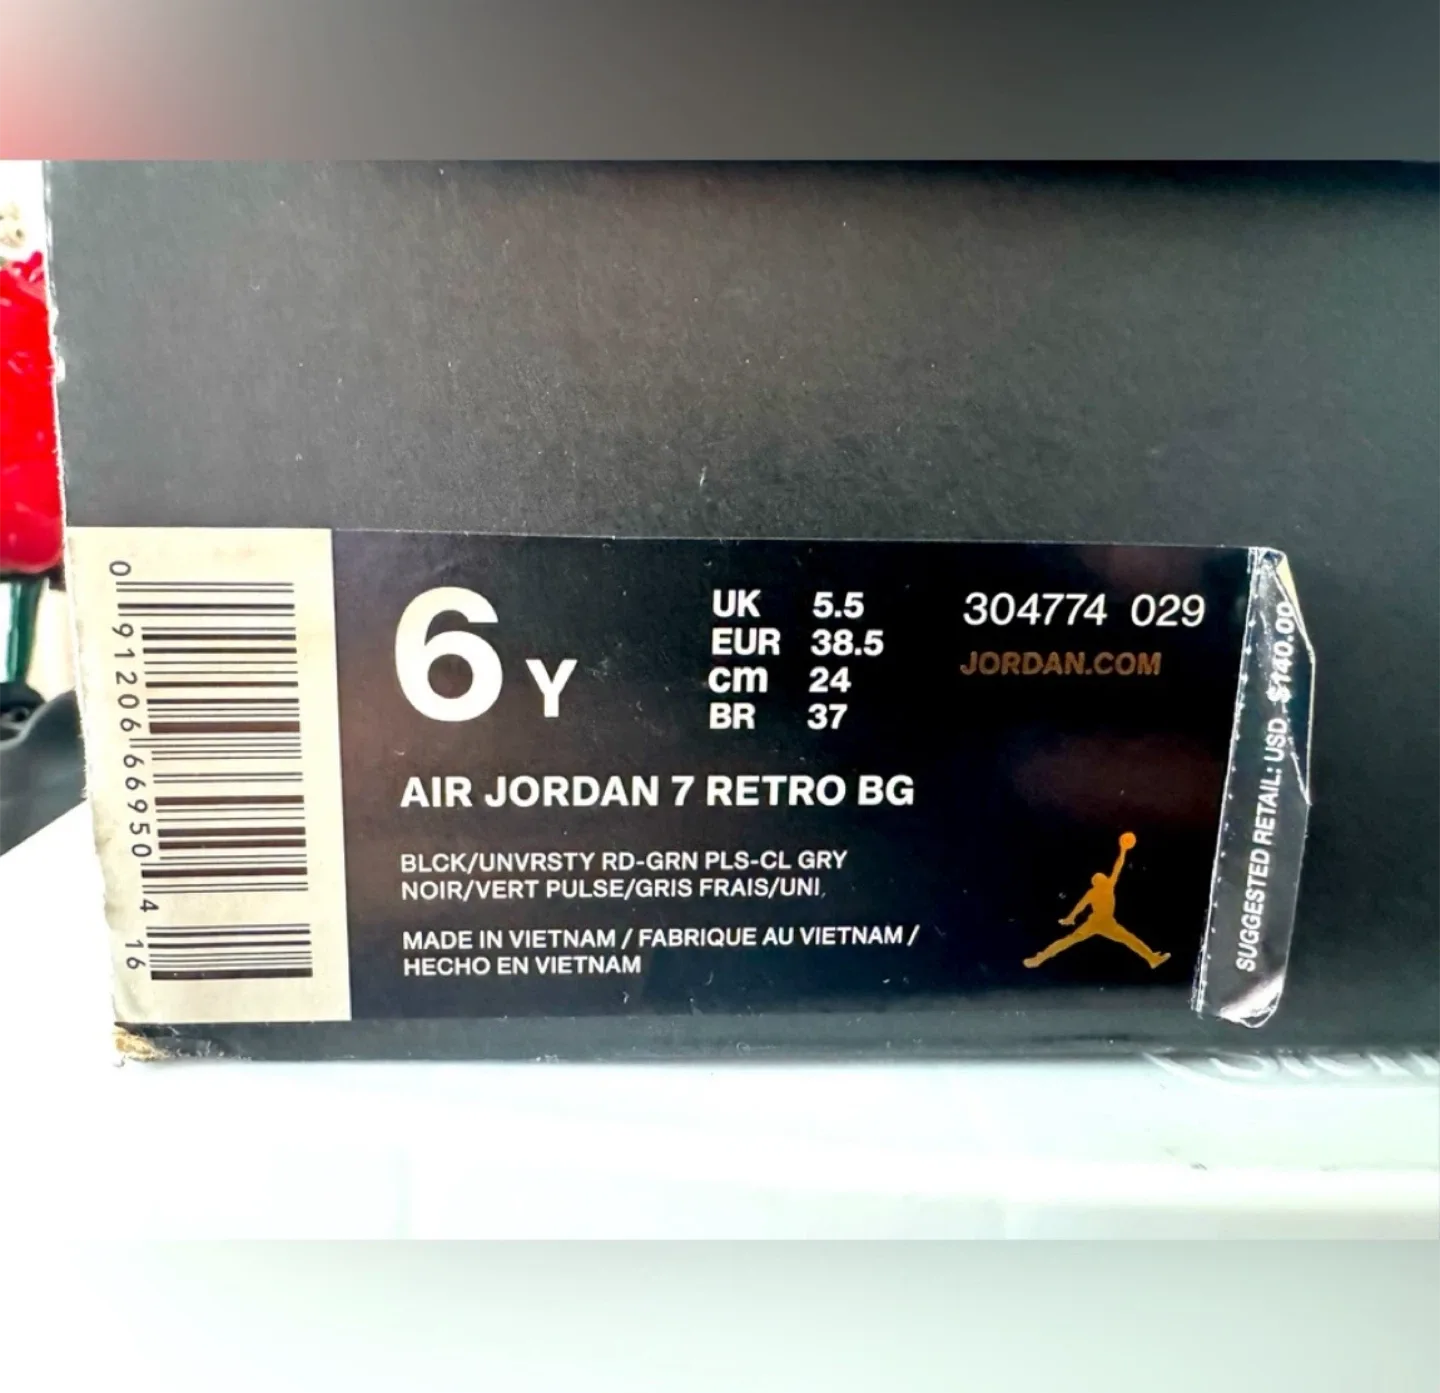 0 91206 66950 4 16
6 Y
UK 5.5
EUR 38.5
cm 24
BR 37
304774 029
JORDAN.COM
AIR JORDAN 7 RETRO BG
BLCK/UNVRSTY RD-GRN PLS-CL GRY
NOIR/VERT PULSE/GRIS FRAIS/UNI
MADE IN VIETNAM / FABRIQUE AU VIETNAM /
HECHO EN VIETNAM
SUGGESTED RETAIL: USD $140.00